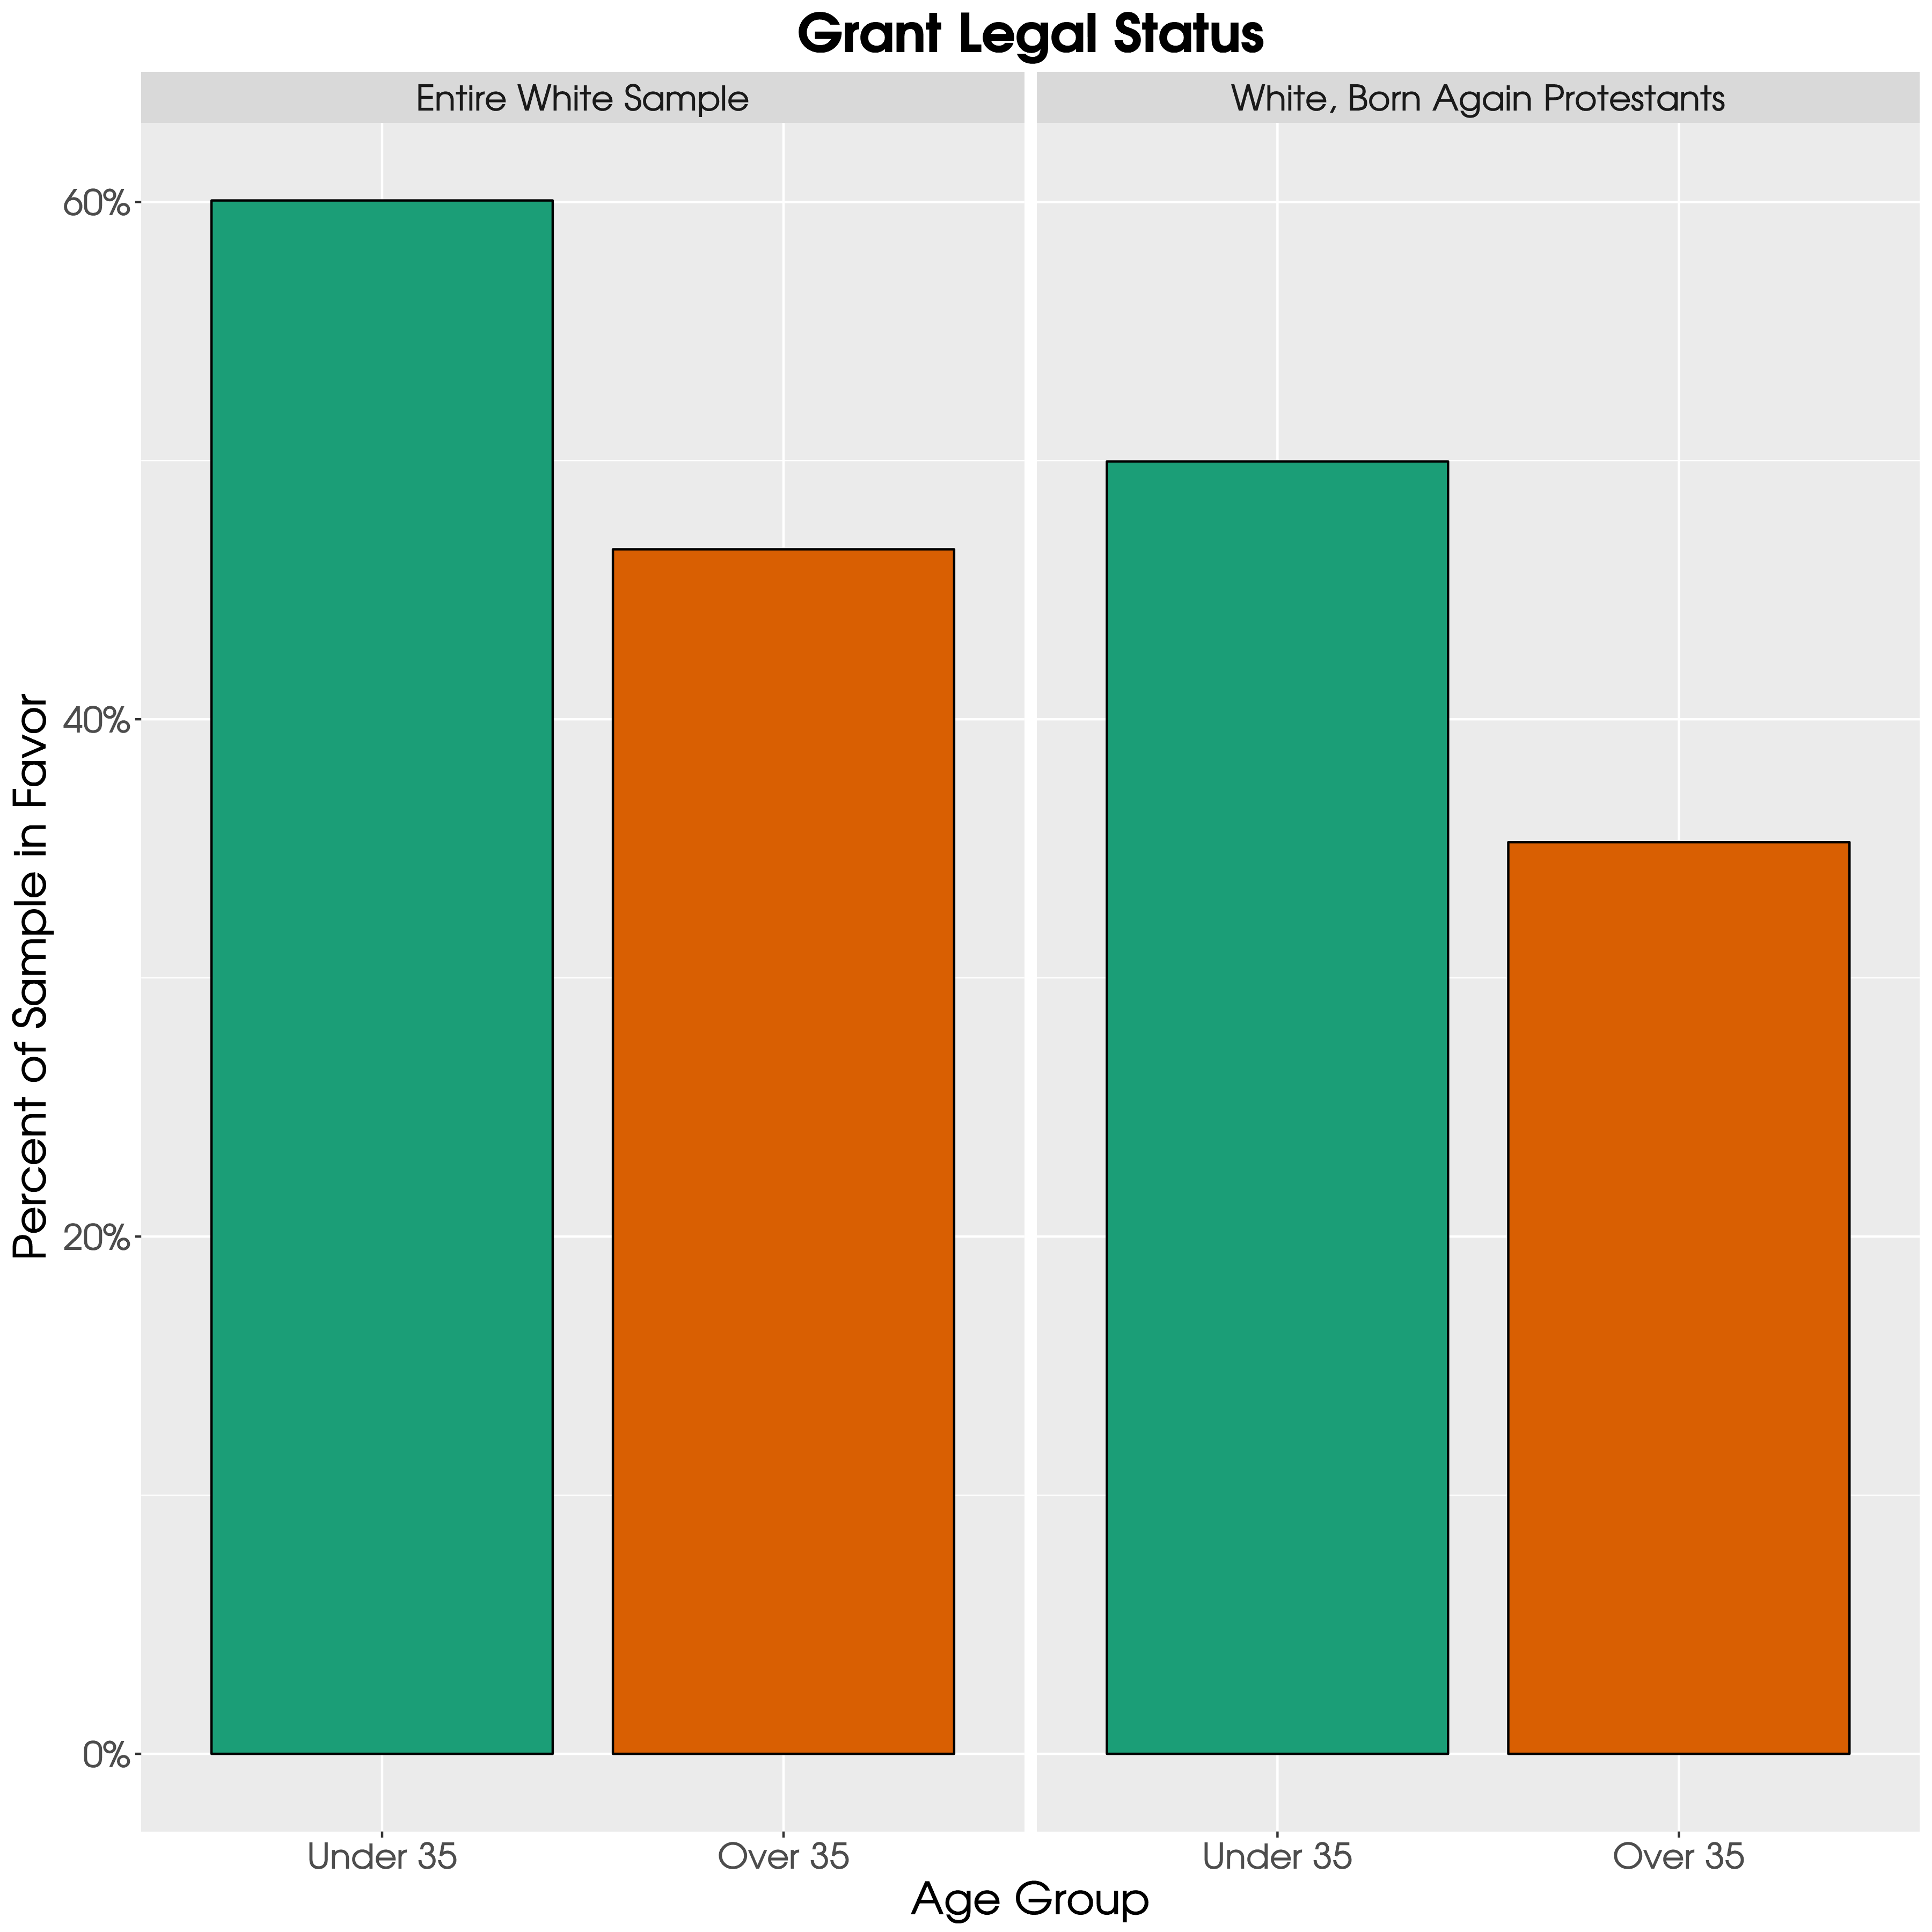 Grant Legal Status
Entire White Sample
White, Born Again Protestants
Percent of Sample in Favor
60%
40%
20%
0%
Under 35
Over 35
Under 35
Over 35
Age Group